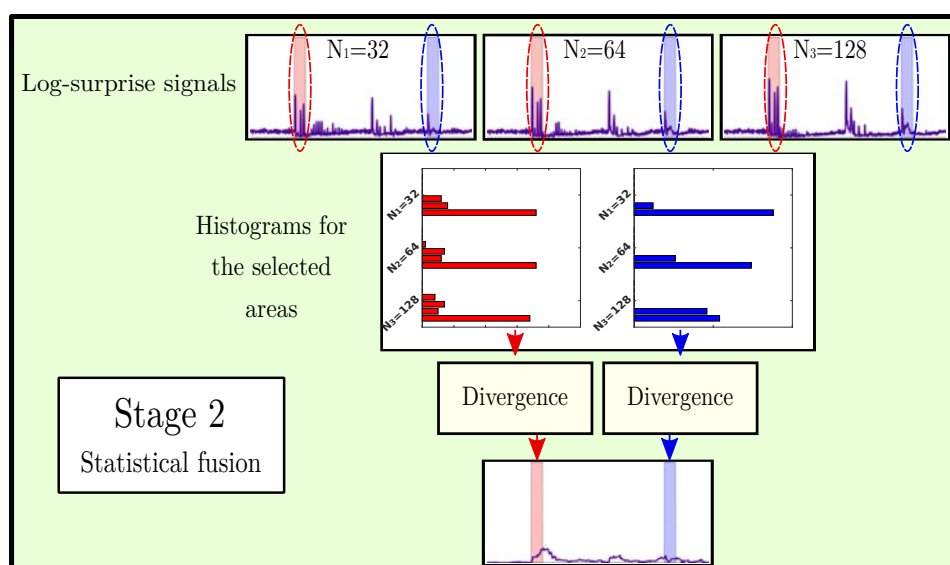 N₁=32
N₂=64
N₃=128
Log-surprise signals
Histograms for
the selected
areas
N₁=32
N₂=64
N₃=128
N₁=32
N₂=64
N₃=128
Divergence
Divergence
Stage 2
Statistical fusion